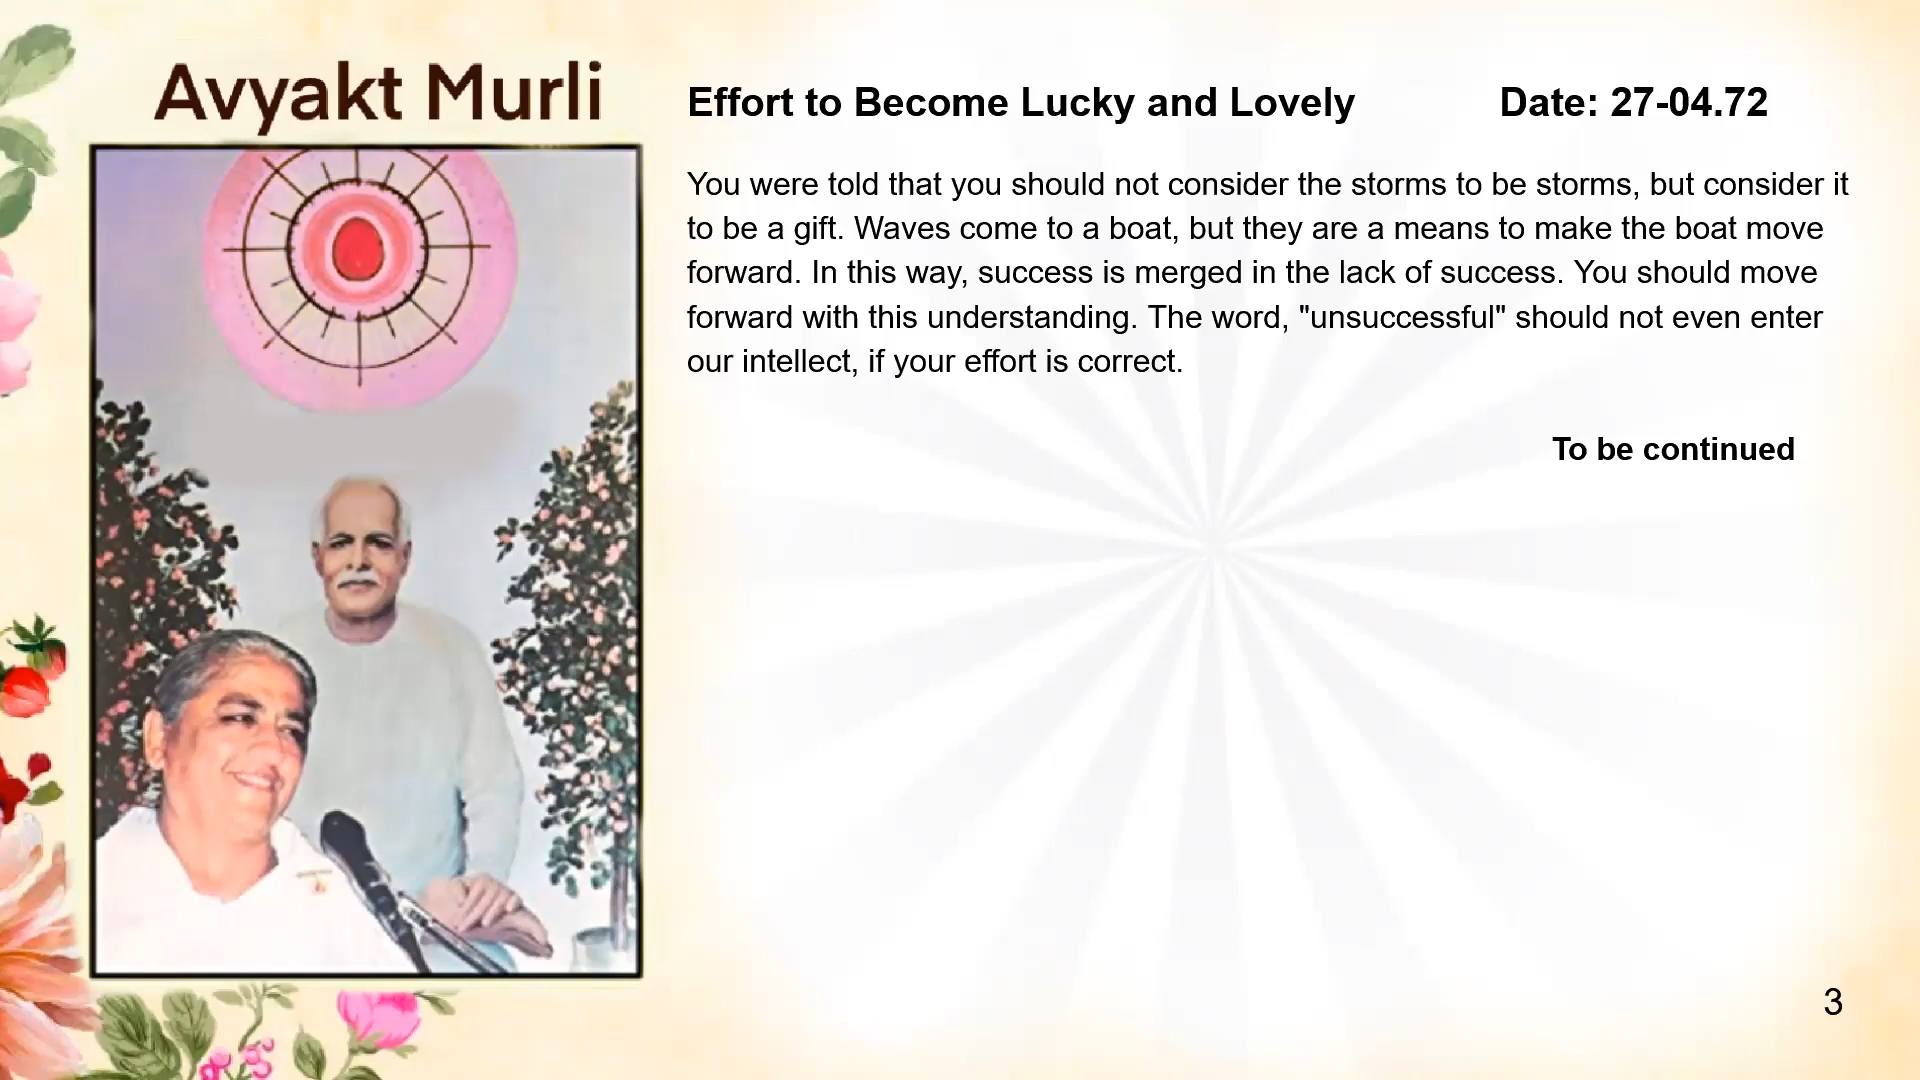 Avyakt Murli
Effort to Become Lucky and Lovely Date: 27-04.72
You were told that you should not consider the storms to be storms, but consider it
to be a gift. Waves come to a boat, but they are a means to make the boat move
forward. In this way, success is merged in the lack of success. You should move
forward with this understanding. The word, "unsuccessful" should not even enter
our intellect, if your effort is correct.
To be continued
3